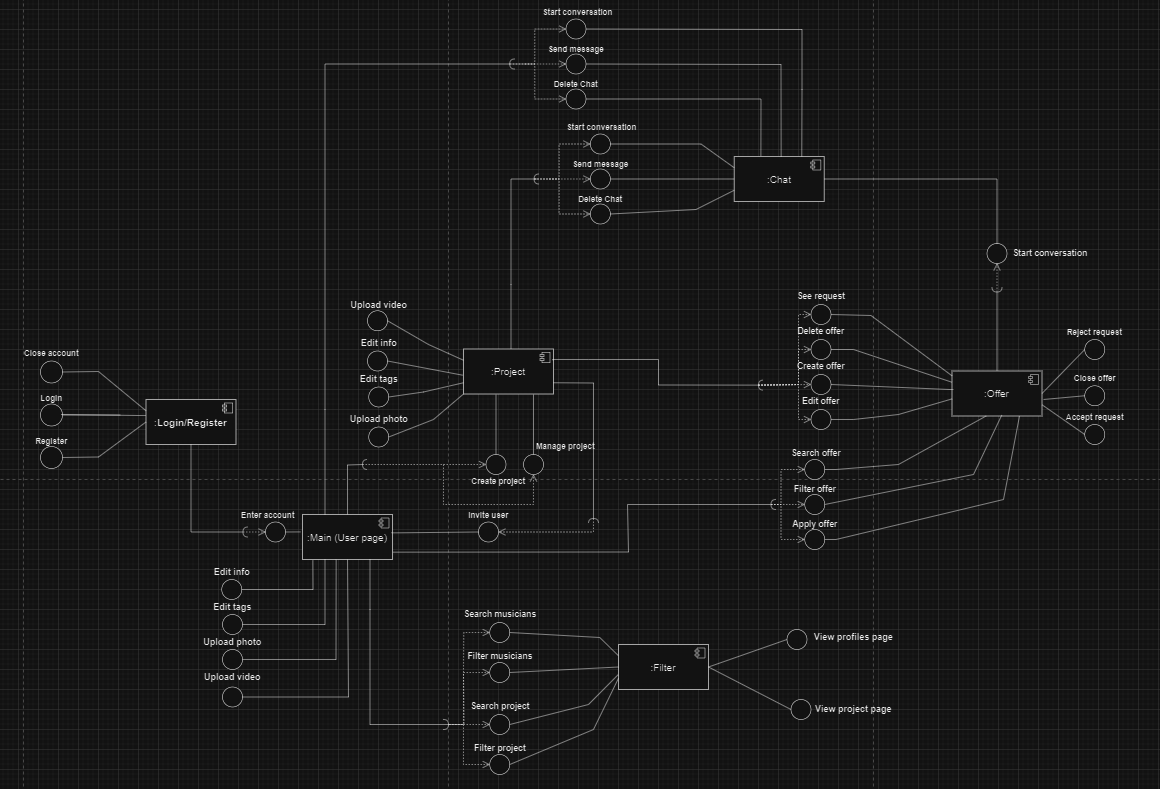 Start conversation
Send message
Delete Chat
Start conversation
Send message
Delete Chat
:Chat
Start conversation
See request
Delete offer
Create offer
Edit offer
Reject request
Close offer
Accept request
:Offer
Upload video
Edit info
Edit tags
Upload photo
:Project
Close account
Login
Register
:Login/Register
Manage project
Create project
Search offer
Filter offer
Apply offer
Enter account
:Main (User page)
Invite user
Edit info
Edit tags
Upload photo
Upload video
Search musicians
Filter musicians
Search project
Filter project
:Filter
View profiles page
View project page